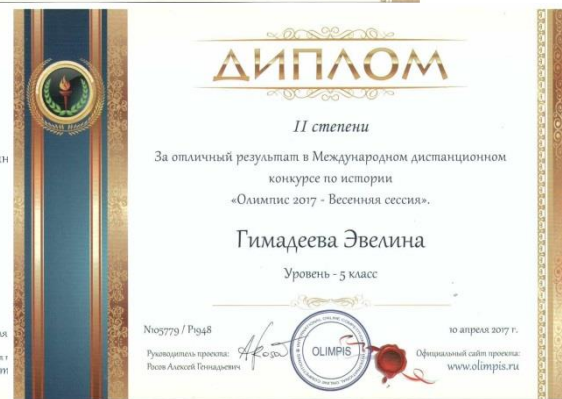 ДИПЛОМ
II степени
За отличный результат в Международном дистанционном
конкурсе по истории
«Олимпис 2017 - Весенняя сессия».
Гимадеева Эвелина
Уровень - 5 класс
N105779 / P1948
10 апреля 2017 г.
Руководитель проекта:
Росов Алексей Геннадьевич
OLIMPIS
Официальный сайт проекта:
www.olimpis.ru